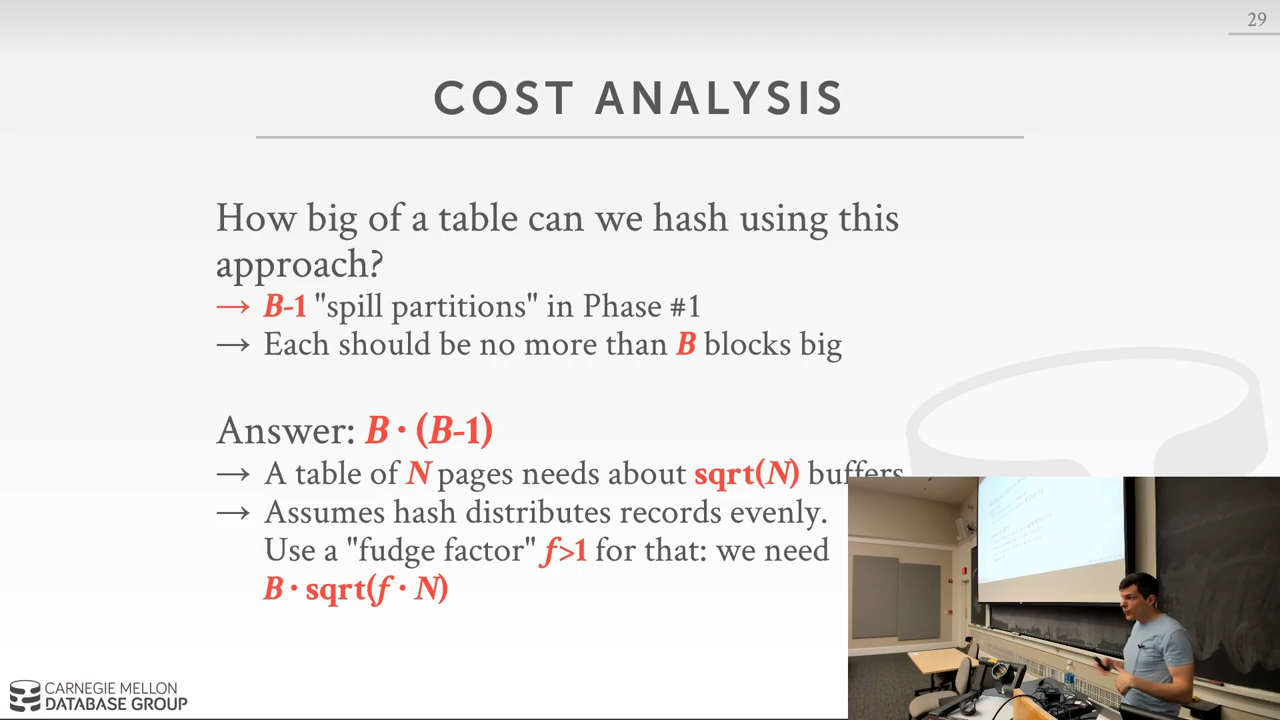 29
COST ANALYSIS
How big of a table can we hash using this
approach?
→ B-1 "spill partitions" in Phase #1
→ Each should be no more than B blocks big
Answer: B · (B-1)
→ A table of N pages needs about sqrt(N) buffers
→ Assumes hash distributes records evenly.
Use a "fudge factor" f>1 for that: we need
B · sqrt(f · N)
CARNEGIE MELLON
DATABASE GROUP